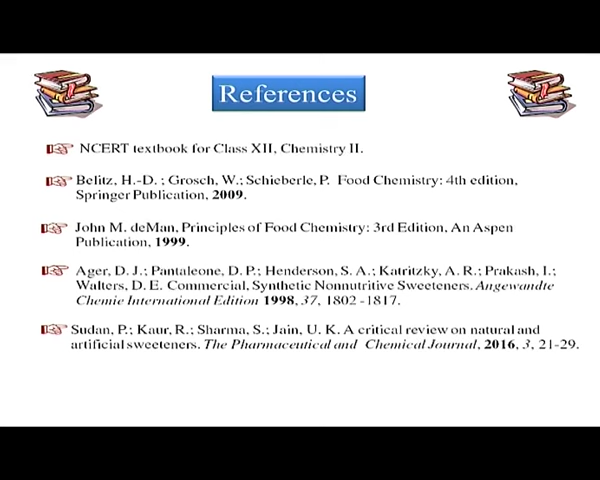 References
NCERT textbook for Class XII, Chemistry II.
Belitz, H.-D. ; Grosch, W.; Schieberle, P. Food Chemistry: 4th edition,
Springer Publication, 2009.
John M. deMan, Principles of Food Chemistry: 3rd Edition, An Aspen
Publication, 1999.
Ager, D. J.; Pantaleone, D. P.; Henderson, S. A.; Katritzky, A. R.; Prakash, I.;
Walters, D. E. Commercial, Synthetic Nonnutritive Sweeteners. Angewandte
Chemie International Edition 1998, 37, 1802 -1817.
Sudan, P.; Kaur, R.; Sharma, S.; Jain, U. K. A critical review on natural and
artificial sweeteners. The Pharmaceutical and Chemical Journal, 2016, 3, 21-29.